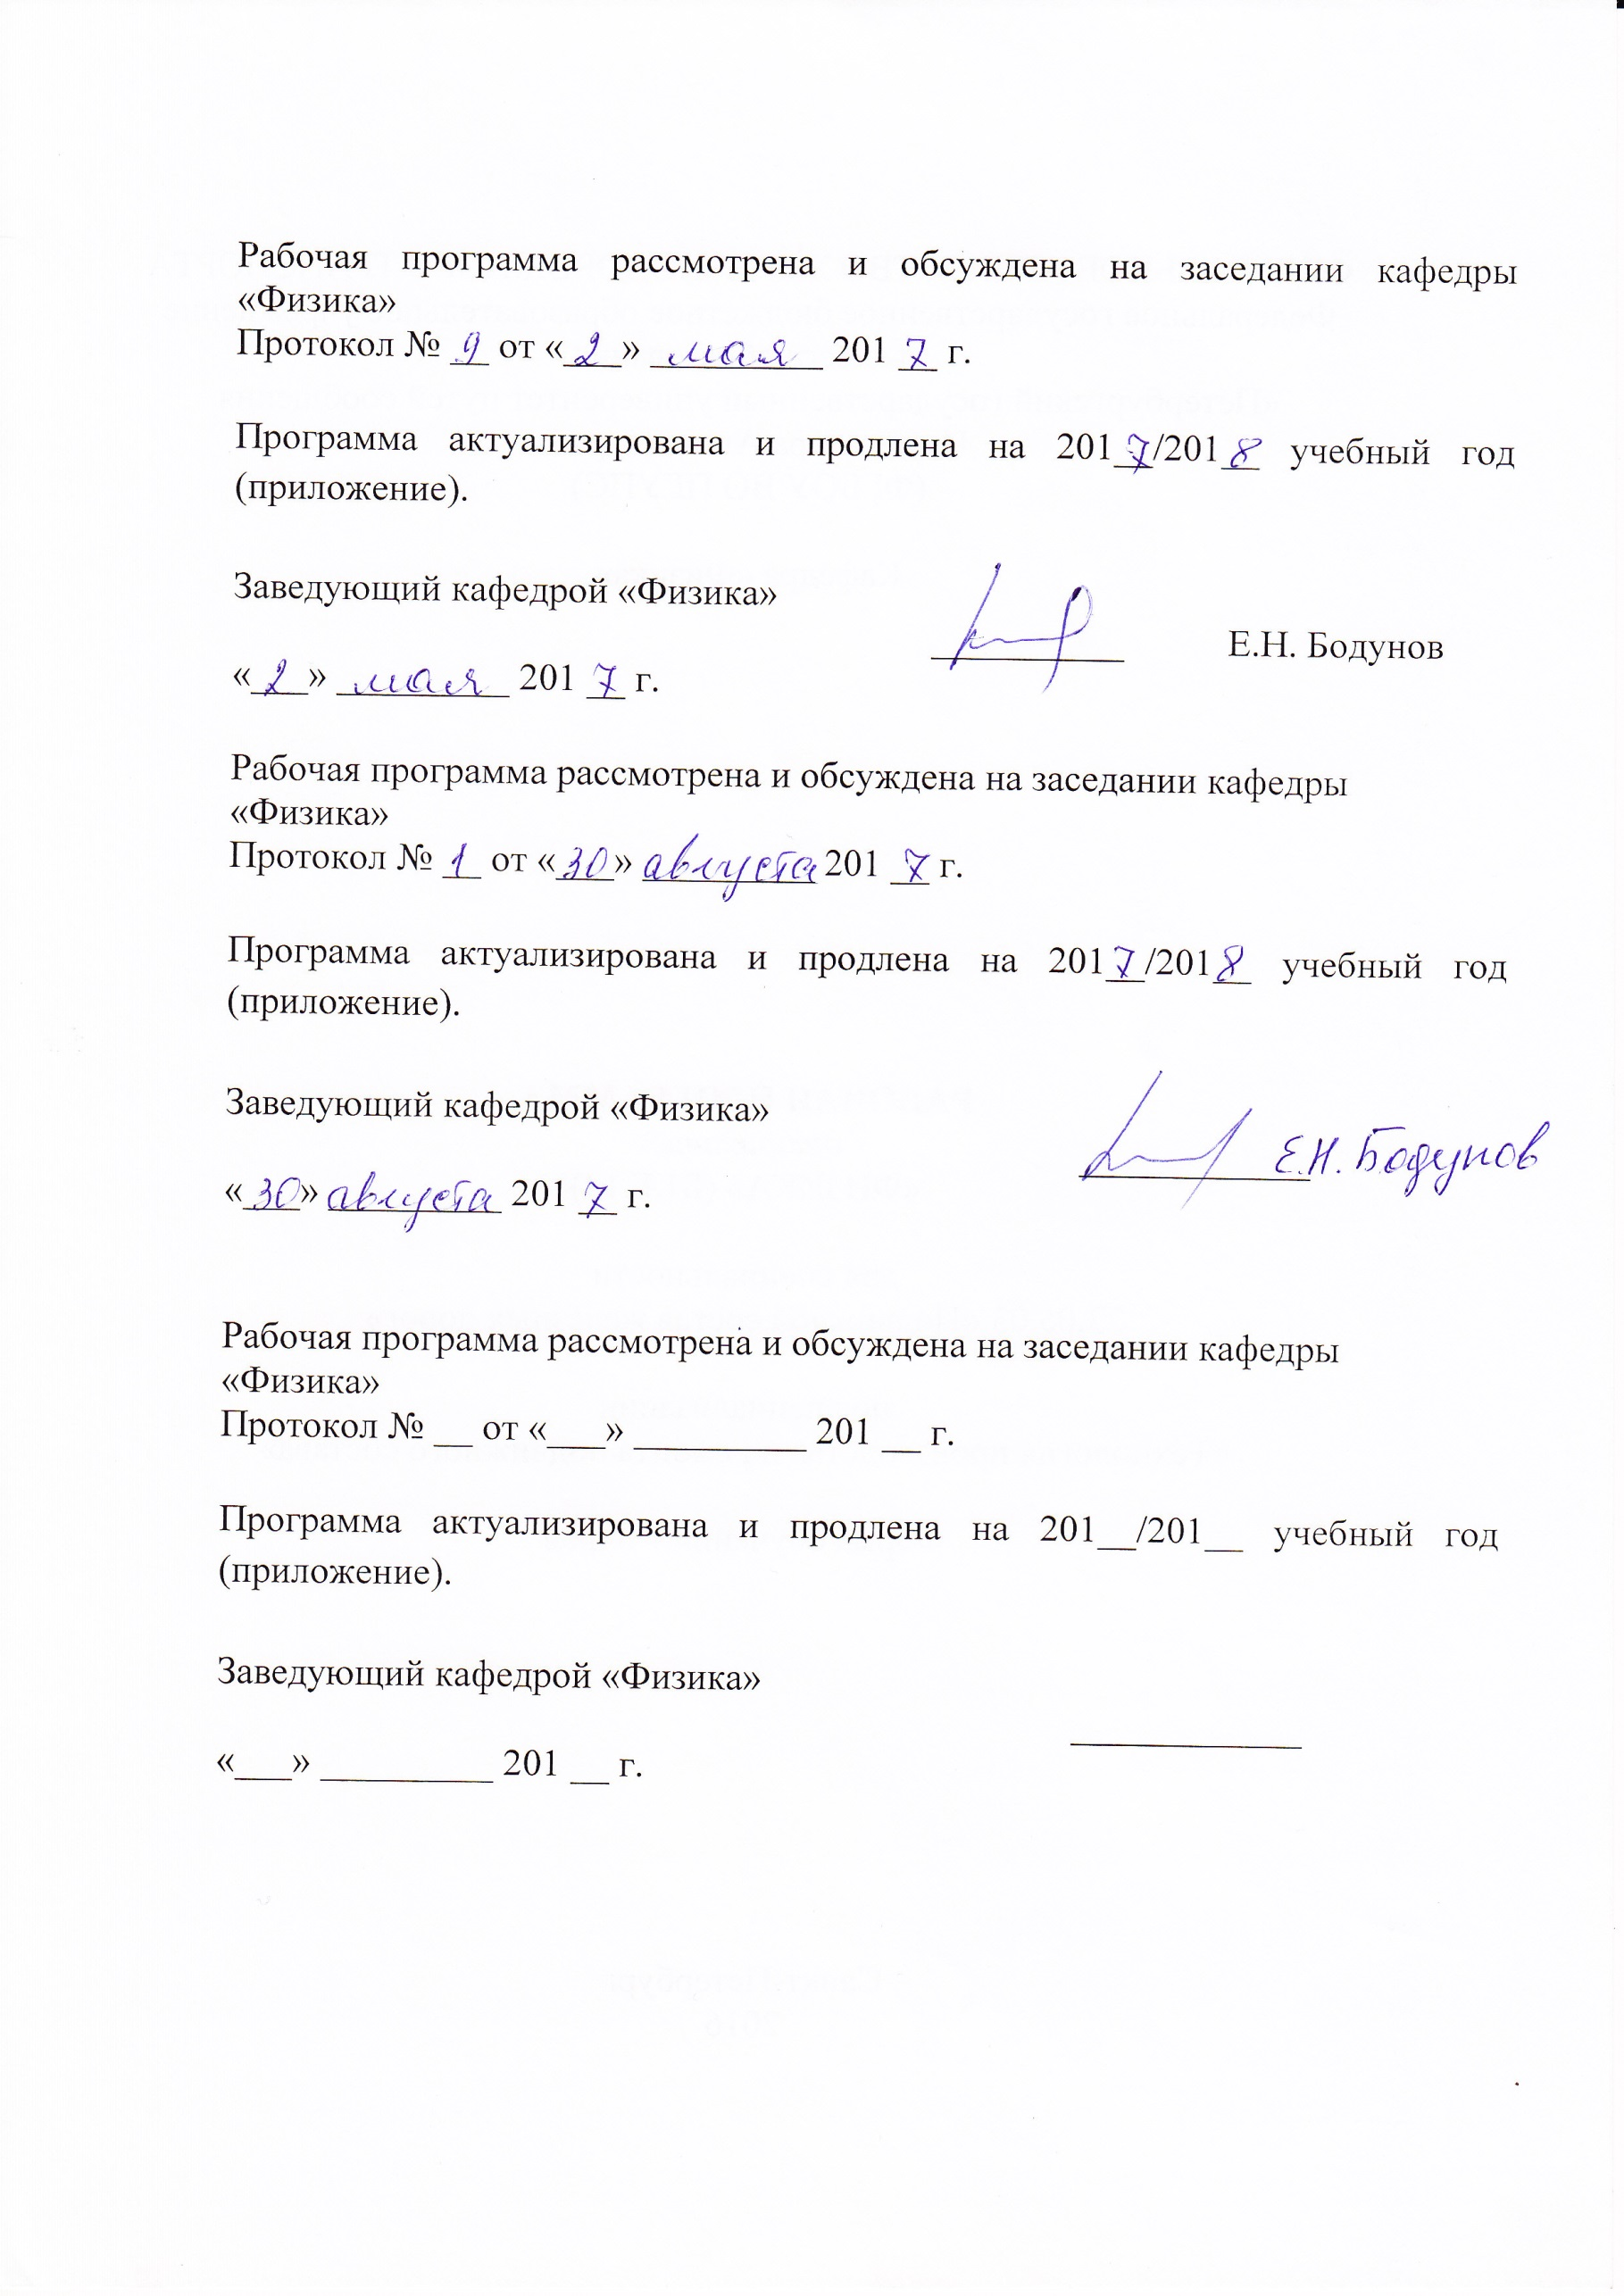 Рабочая программа рассмотрена и обсуждена на заседании кафедры
«Физика»
Протокол № 9 от «2» мая 2017 г.
Программа актуализирована и продлена на 2017/2018 учебный год
(приложение).
Заведующий кафедрой «Физика»
Е.Н. Бодунов
«2» мая 2017 г.
Рабочая программа рассмотрена и обсуждена на заседании кафедры
«Физика»
Протокол № 1 от «30» августа 2017 г.
Программа актуализирована и продлена на 2017/2018 учебный год
(приложение).
Заведующий кафедрой «Физика»
Е.Н. Бодунов
«30» августа 2017 г.
Рабочая программа рассмотрена и обсуждена на заседании кафедры
«Физика»
Протокол № __ от «___» _________ 201 __ г.
Программа актуализирована и продлена на 201__/201__ учебный год
(приложение).
Заведующий кафедрой «Физика»
«___» _________ 201 __ г.